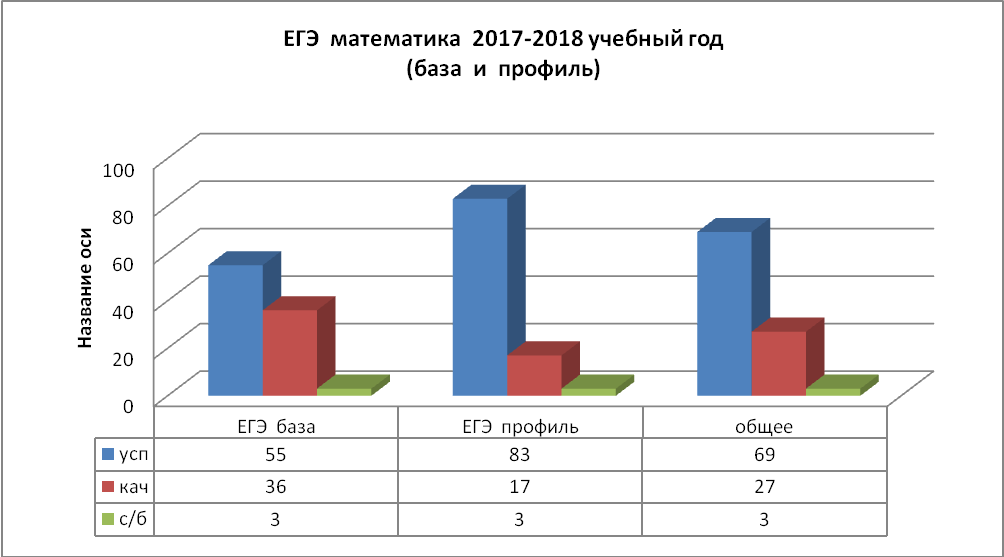 ЕГЭ математика 2017-2018 учебный год
(база и профиль)
100
80
60
40
20
0
Название оси
ЕГЭ база ЕГЭ профиль общее
усп 55 83 69
кач 36 17 27
с/б 3 3 3